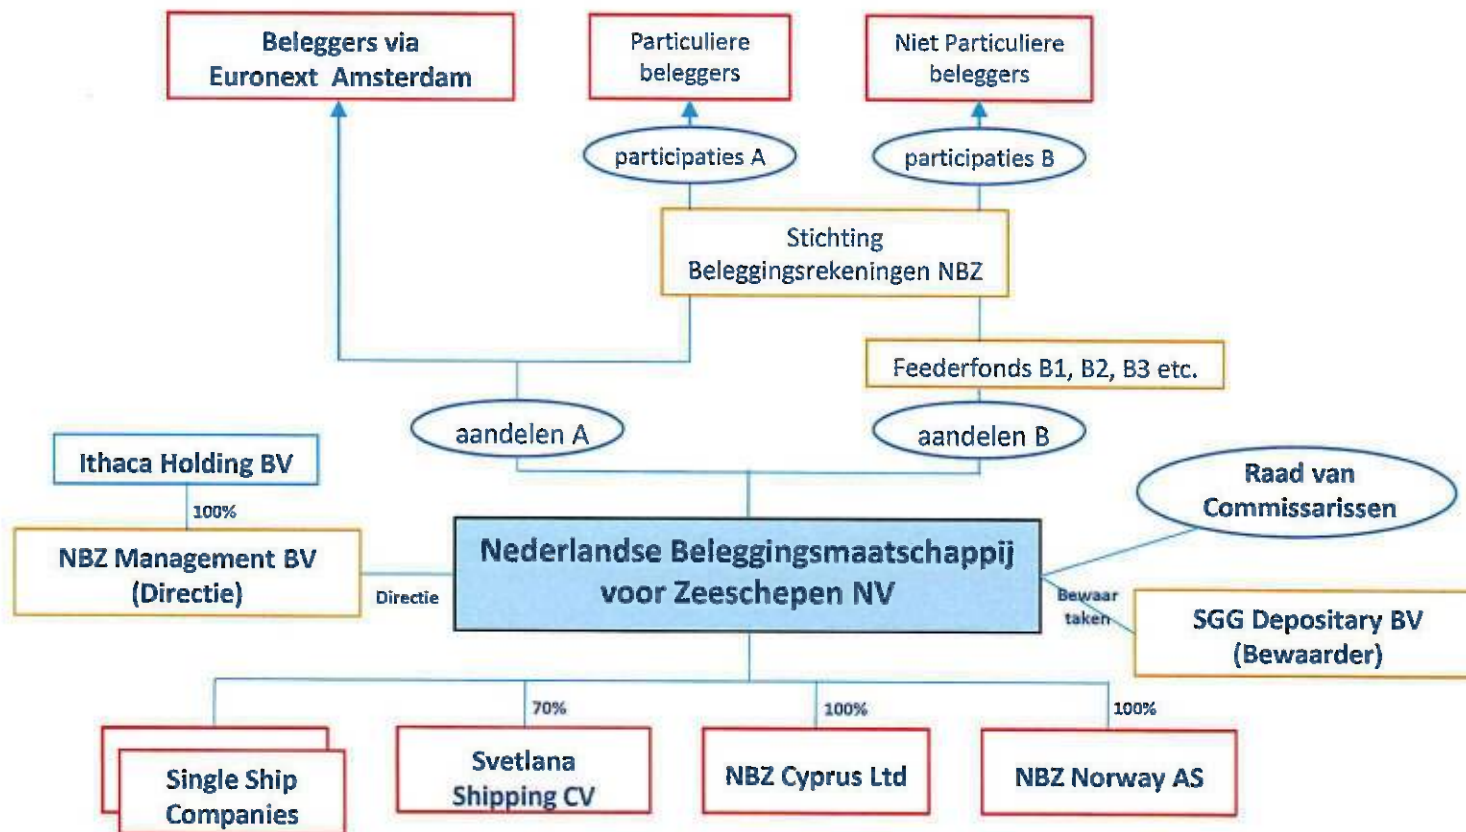 Beleggers via
Euronext Amsterdam
Particuliere
beleggers
Niet Particuliere
beleggers
participaties A
participaties B
Stichting
Beleggingsrekeningen NBZ
Feederfonds B1, B2, B3 etc.
aandelen A
aandelen B
Ithaca Holding BV
100%
NBZ Management BV
(Directie)
Directie
Nederlandse Beleggingsmaatschappij
voor Zeeschepen NV
Raad van
Commissarissen
Bewaar
taken
SGG Depositary BV
(Bewaarder)
70%
100%
100%
Single Ship
Companies
Svetlana
Shipping CV
NBZ Cyprus Ltd
NBZ Norway AS